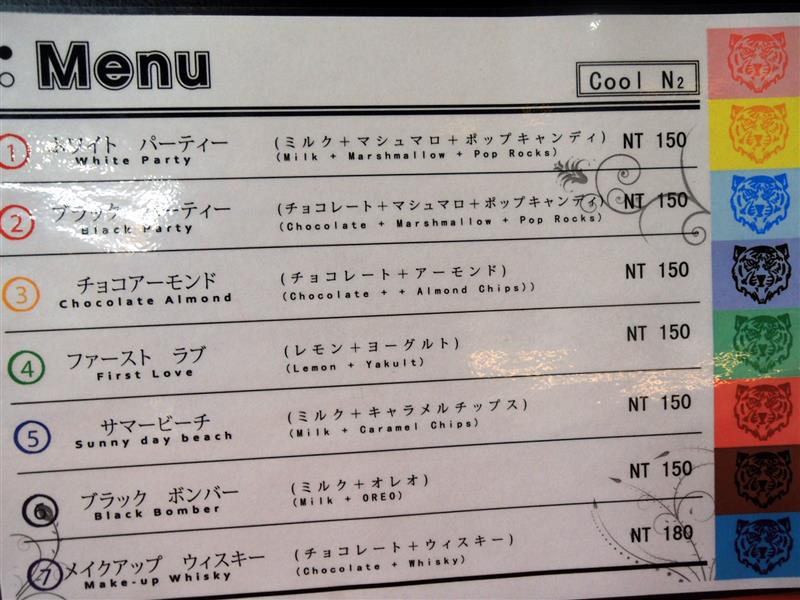 Menu
Cool N2
1 ホワイト パーティー (ミルク+マシュマロ+ポップキャンディ) NT 150
White Party (Milk + Marshmallow + Pop Rocks)
2 ブラック パーティー (チョコレート+マシュマロ+ポップキャンディ) NT 150
Black Party (Chocolate + Marshmallow + Pop Rocks)
3 チョコアーモンド (チョコレート+アーモンド) NT 150
Chocolate Almond (Chocolate + + Almond Chips))
4 ファースト ラブ (レモン+ヨーグルト) NT 150
First Love (Lemon + Yakult)
5 サマービーチ (ミルク+キャラメルチップス) NT 150
Sunny day beach (Milk + Caramel Chips)
6 ブラック ボンバー (ミルク+オレオ) NT 150
Black Bomber (Milk + OREO)
7 メイクアップ ウィスキー (チョコレート+ウィスキー) NT 180
Make-up Whisky (Chocolate + Whisky)